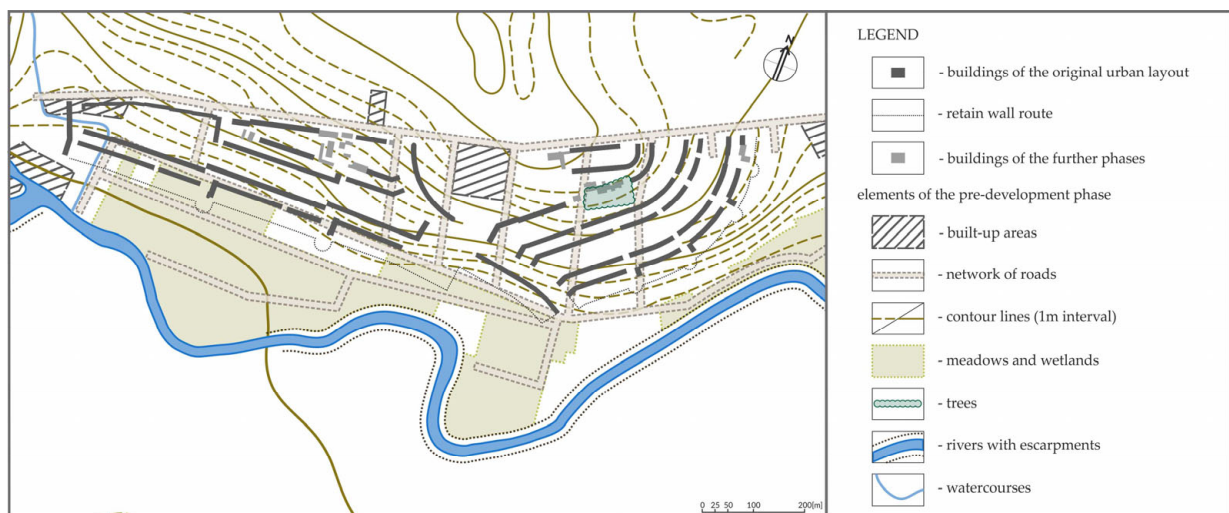 N
LEGEND
- buildings of the original urban layout
- retain wall route
- buildings of the further phases
elements of the pre-development phase
- built-up areas
- network of roads
- contour lines (1m interval)
- meadows and wetlands
- trees
- rivers with escarpments
- watercourses
0 25 50 100 200[m]